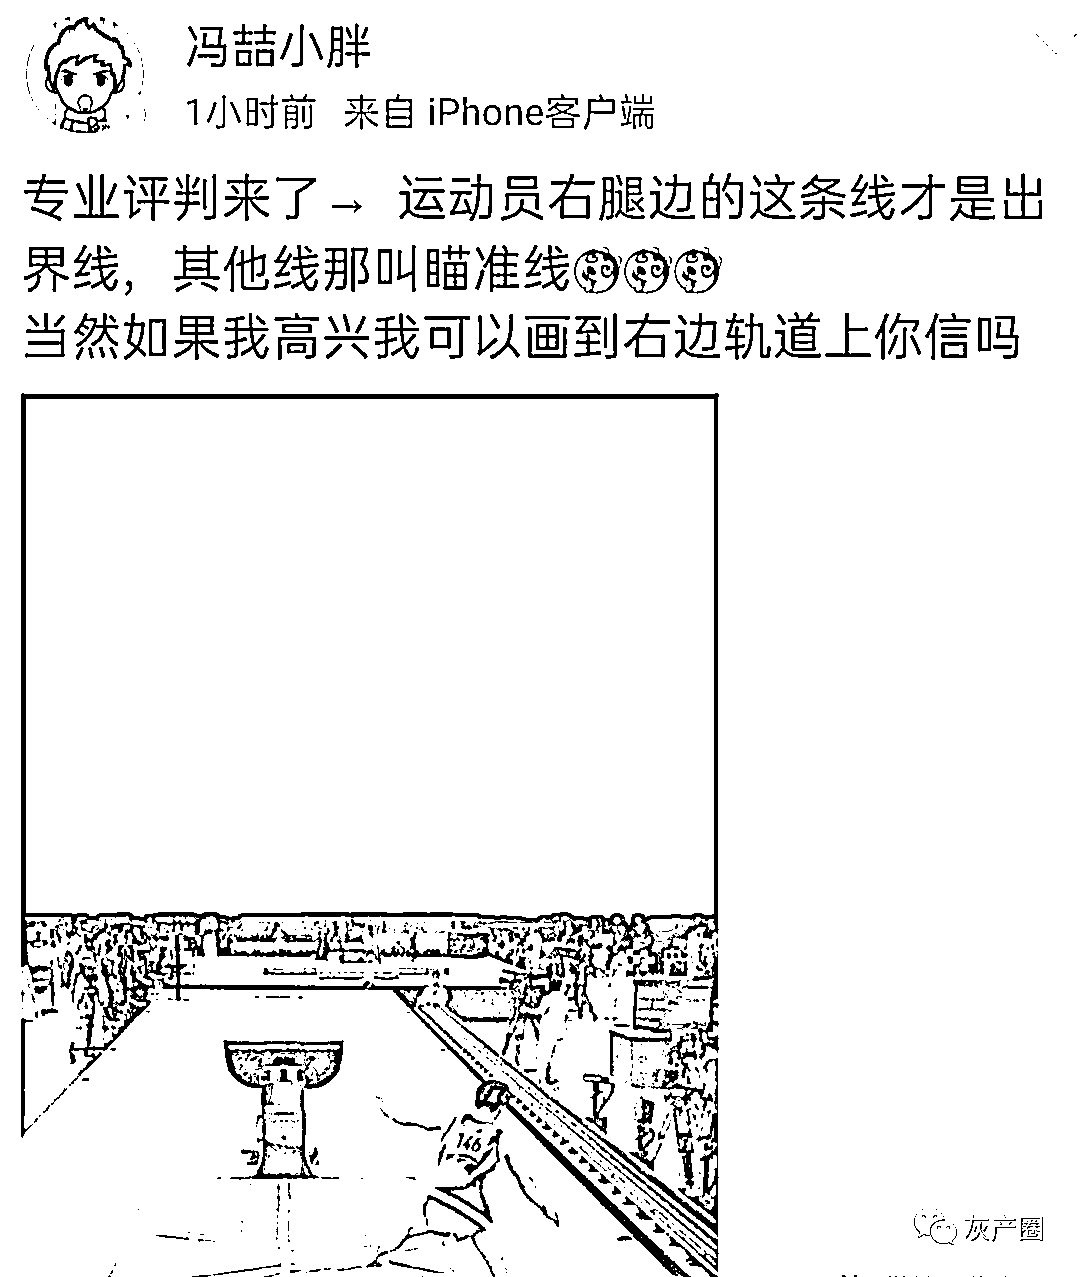 冯喆小胖
1小时前 来自 iPhone客户端
专业评判来了→ 运动员右腿边的这条线才是出
界线，其他线那叫瞄准线
当然如果我高兴我可以画到右边轨道上你信吗
146
灰产圈